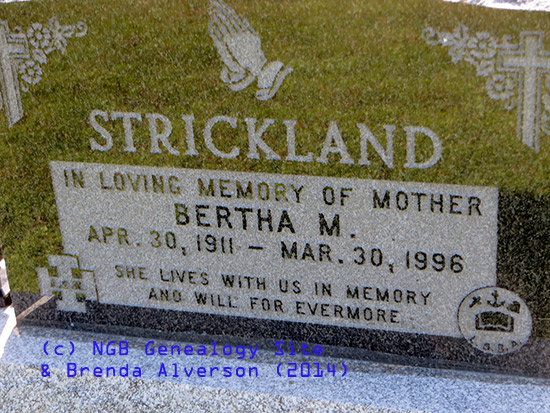 STRICKLAND
IN LOVING MEMORY OF MOTHER
BERTHA M.
APR. 30, 1911 – MAR. 30, 1996
SHE LIVES WITH US IN MEMORY
AND WILL FOR EVERMORE
(c) NGB Genealogy Site
& Brenda Alverson (2014)